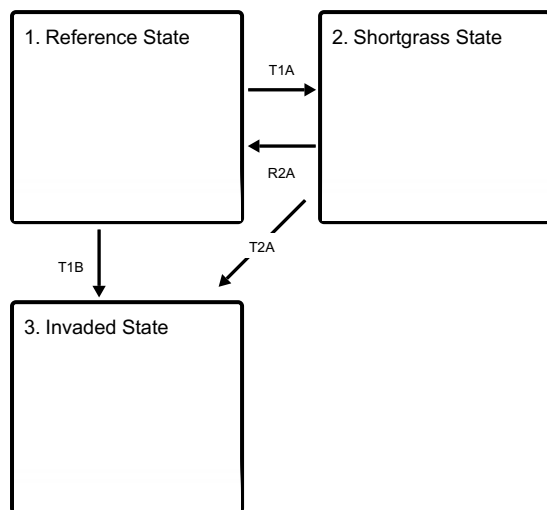 1. Reference State
2. Shortgrass State
T1A
R2A
T2A
T1B
3. Invaded State